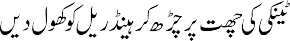 ٹینکی کی چھت پر چڑھ کر ہینڈ ریل کو کھول دیں